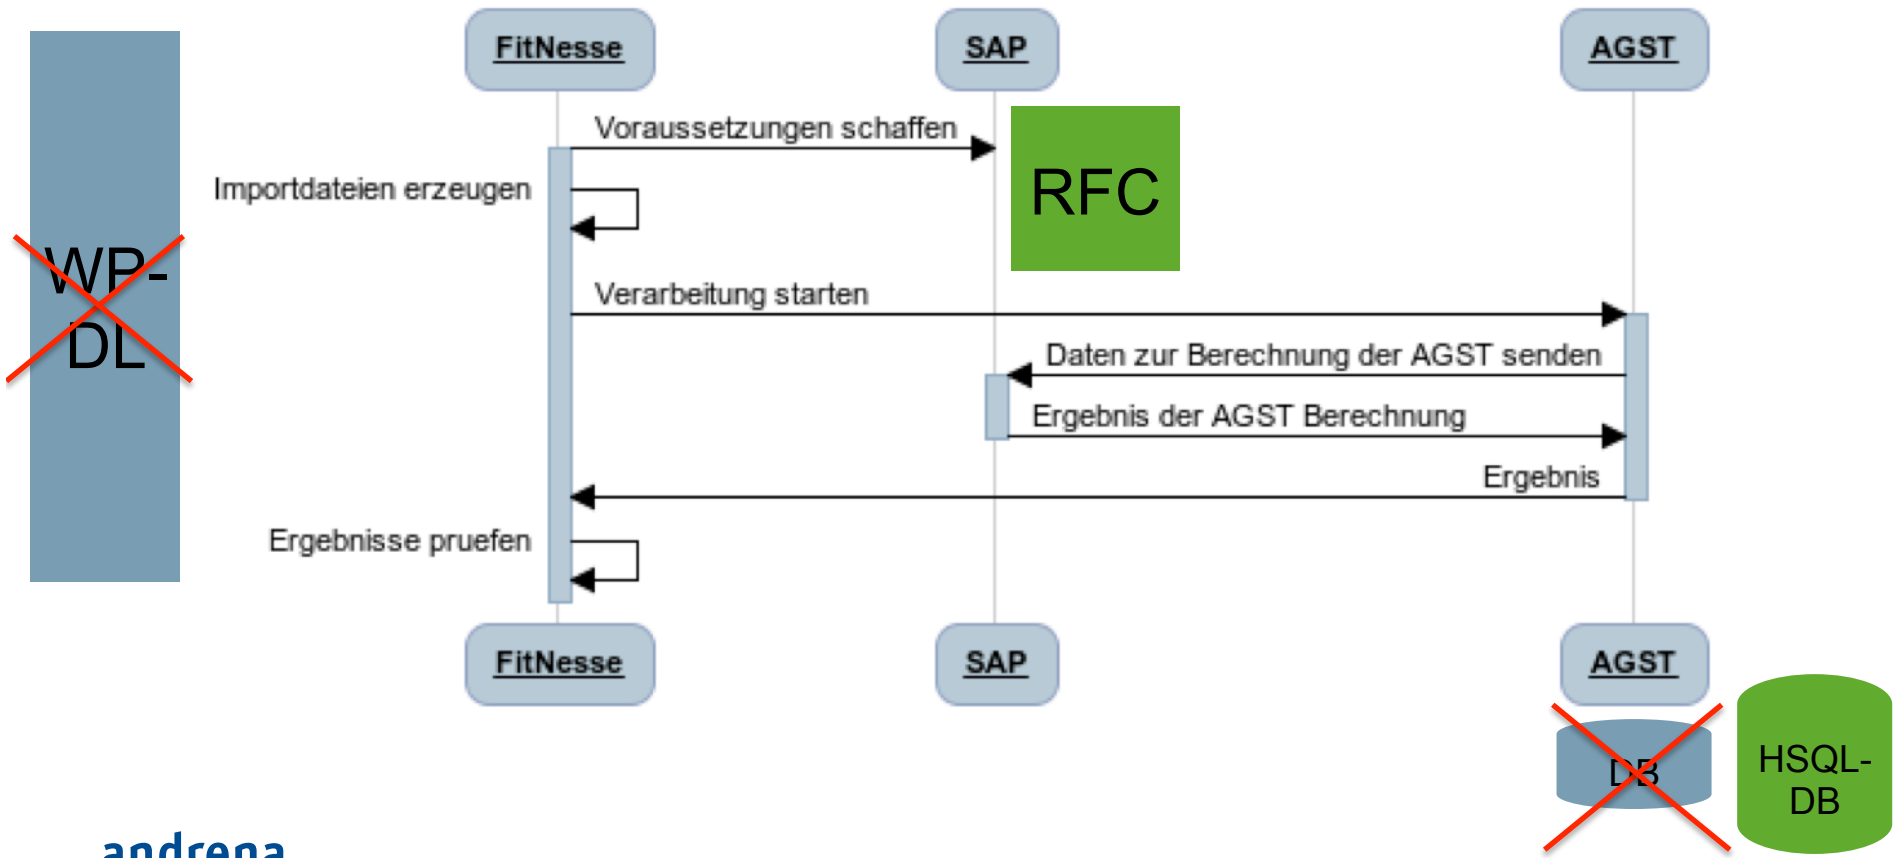 FitNesse
SAP
AGST
Voraussetzungen schaffen
Importdateien erzeugen
RFC
WP-
DL
Verarbeitung starten
Daten zur Berechnung der AGST senden
Ergebnis der AGST Berechnung
Ergebnis
Ergebnisse pruefen
FitNesse
SAP
AGST
DB
HSQL-
DB
andrena